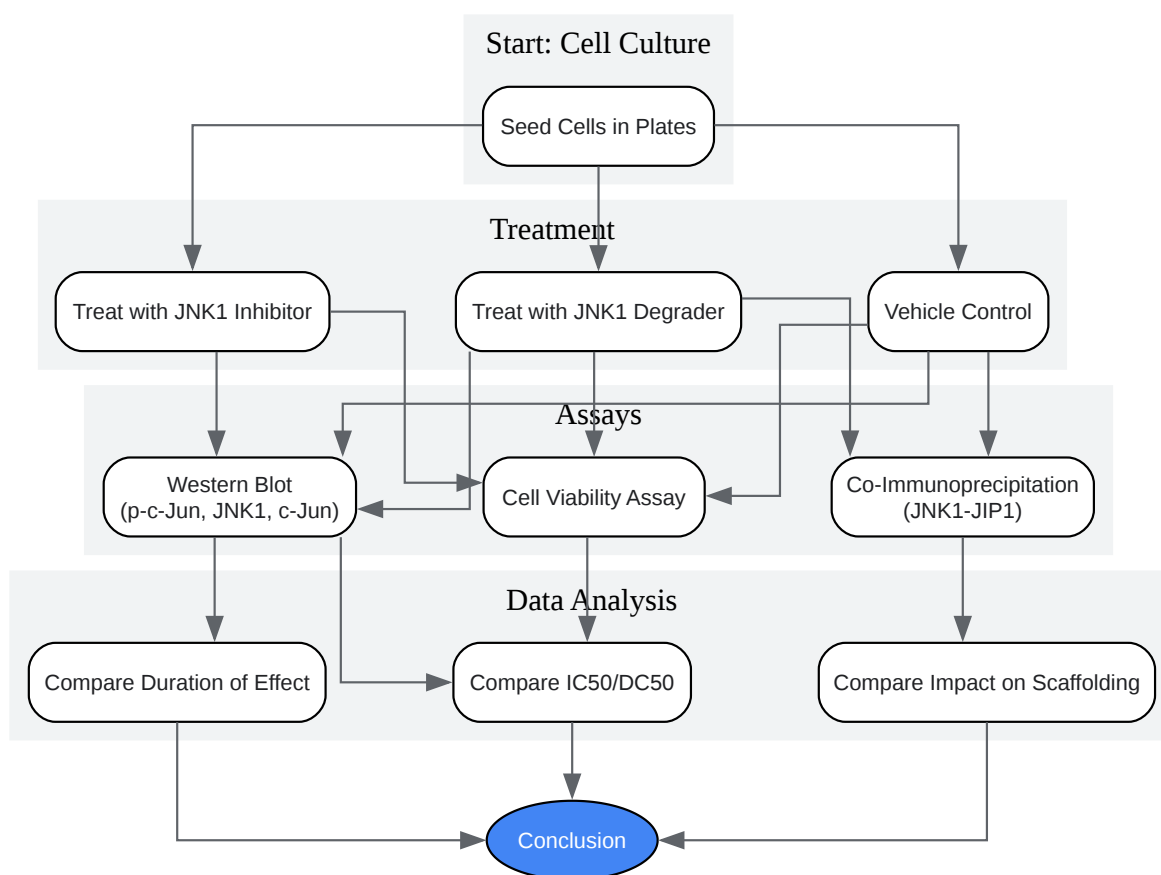 Start: Cell Culture
Seed Cells in Plates
Treatment
Treat with JNK1 Inhibitor
Treat with JNK1 Degrader
Vehicle Control
Assays
Western Blot
(p-c-Jun, JNK1, c-Jun)
Cell Viability Assay
Co-Immunoprecipitation
(JNK1-JIP1)
Data Analysis
Compare Duration of Effect
Compare IC50/DC50
Compare Impact on Scaffolding
Conclusion